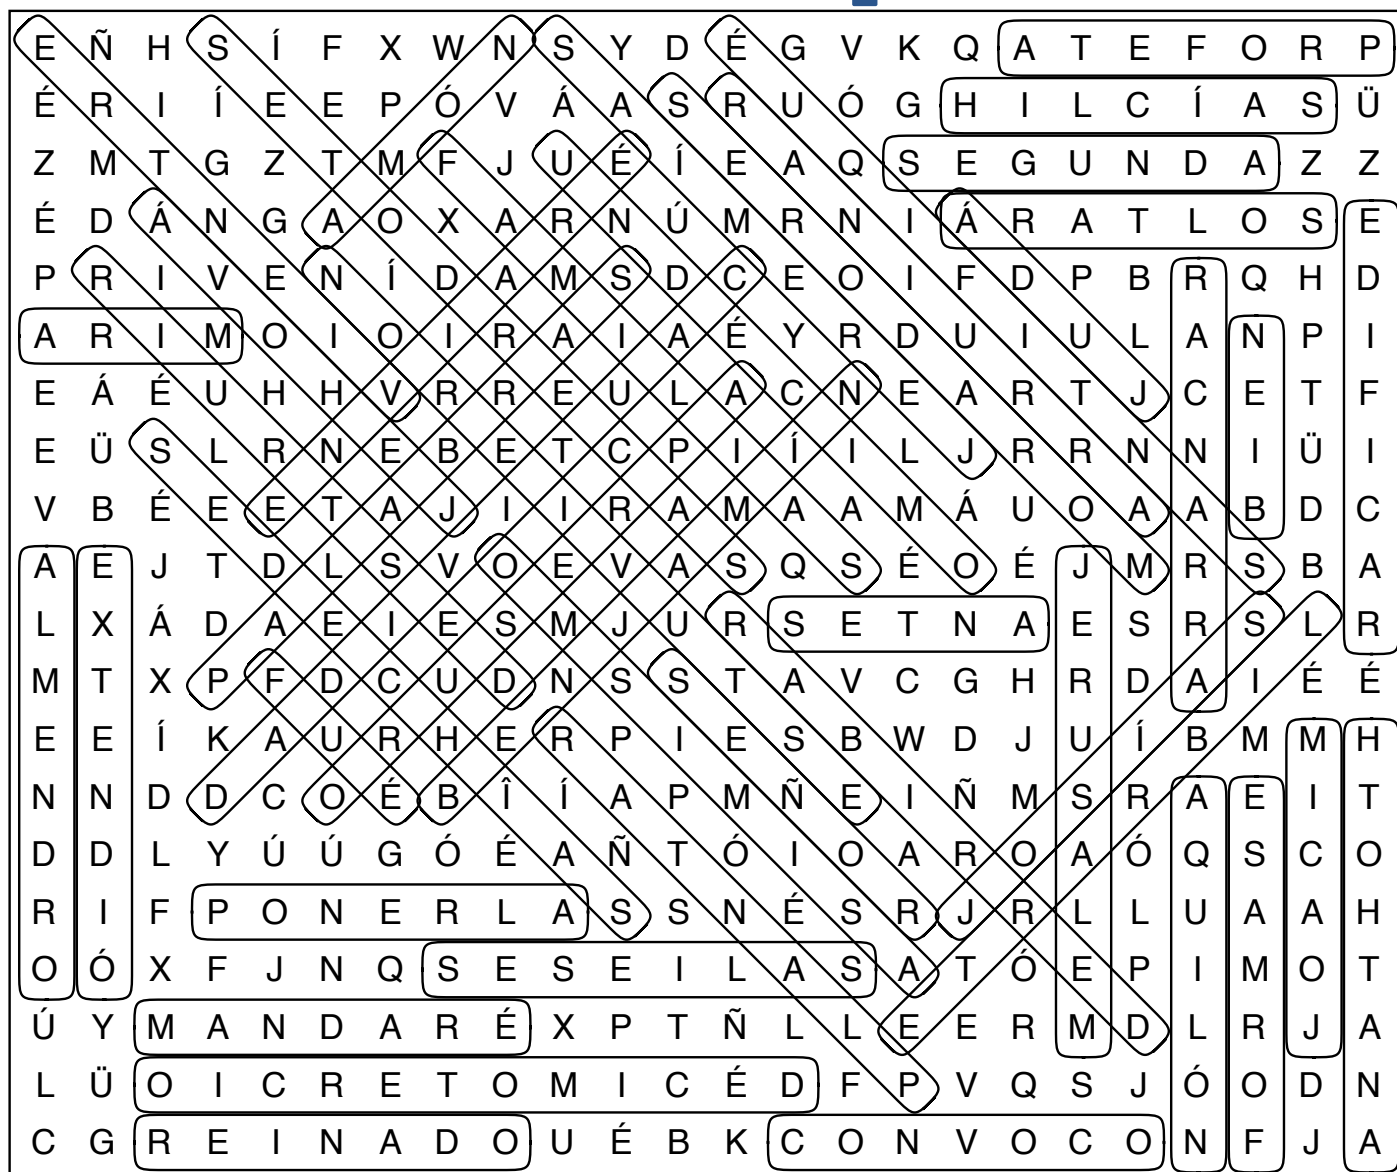 E Ñ H S Í F X W N S Y D É G V K Q A T E F O R P
É R I Í E E P Ó V Á A S R U Ó G H I L C Í A S Ü
Z M T G Z T M F J U É Í E A Q S E G U N D A Z Z
É D Á N G A O X A R N Ú M R N I Á R A T L O S E
P R I V E N Í D A M S D C E O I F D P B R Q H D
A R I M O I O I R A I A É Y R D U I U L A N P I
E Á É U H H V R R E U L A C N E A R T J C E T F
E Ü S L R N E B E T C P I Í I L J R R N N I Ü I
V B É E E T A J I I R A M A A M Á U O A A B D C
A E J T D L S V O E V A S Q S É O É J M R S B A
L X Á D A E I E S M J U R S E T N A E S R S L R
M T X P F D C U D N S S T A V C G H R D A I É É
E E Í K A U R H E R P I E S B W D J U Í B M M H
N N D D C O É B Î Í A P M Ñ E I Ñ M S R A E I T
D D L Y Ú Ú G Ó É A Ñ T Ó I O A R O A Ó Q S C O
R I F P O N E R L A S S N É S R J R L L U A A H
O Ó X F J N Q S E S E I L A S A T Ó E P I M O T
Ú Y M A N D A R É X P T Ñ L L E E R M D L R J A
L Ü O I C R E T O M I C É D F P V Q S J Ó O D N
C G R E I N A D O U É B K C O N V O C O N F J A